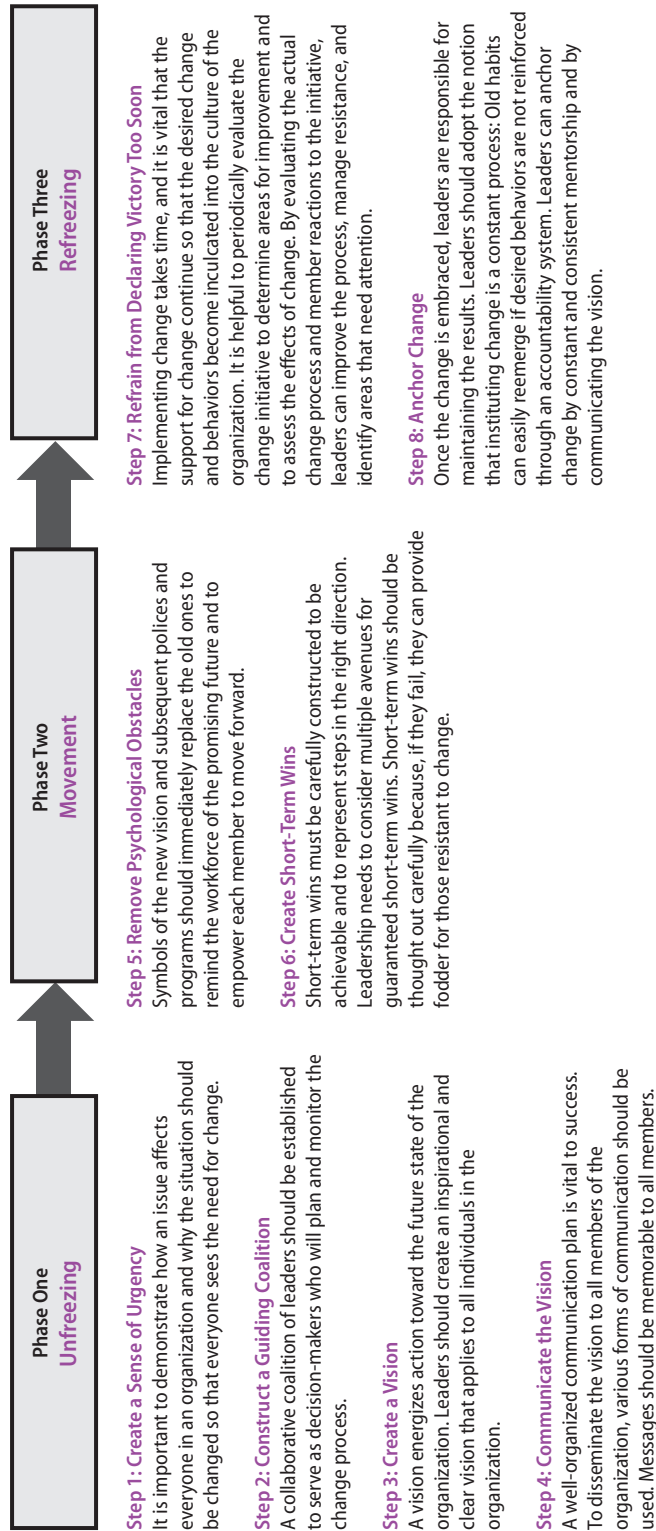 Phase One
Unfreezing
Step 1: Create a Sense of Urgency
It is important to demonstrate how an issue affects
everyone in an organization and why the situation should
be changed so that everyone sees the need for change.
Step 2: Construct a Guiding Coalition
A collaborative coalition of leaders should be established
to serve as decision-makers who will plan and monitor the
change process.
Step 3: Create a Vision
A vision energizes action toward the future state of the
organization. Leaders should create an inspirational and
clear vision that applies to all individuals in the
organization.
Step 4: Communicate the Vision
A well-organized communication plan is vital to success.
To disseminate the vision to all members of the
organization, various forms of communication should be
used. Messages should be memorable to all members.
Phase Two
Movement
Step 5: Remove Psychological Obstacles
Symbols of the new vision and subsequent polices and
programs should immediately replace the old ones to
remind the workforce of the promising future and to
empower each member to move forward.
Step 6: Create Short-Term Wins
Short-term wins must be carefully constructed to be
achievable and to represent steps in the right direction.
Leadership needs to consider multiple avenues for
guaranteed short-term wins. Short-term wins should be
thought out carefully because, if they fail, they can provide
fodder for those resistant to change.
Phase Three
Refreezing
Step 7: Refrain from Declaring Victory Too Soon
Implementing change takes time, and it is vital that the
support for change continue so that the desired change
and behaviors become inculcated into the culture of the
organization. It is helpful to periodically evaluate the
change initiative to determine areas for improvement and
to assess the effects of change. By evaluating the actual
change process and member reactions to the initiative,
leaders can improve the process, manage resistance, and
identify areas that need attention.
Step 8: Anchor Change
Once the change is embraced, leaders are responsible for
maintaining the results. Leaders should adopt the notion
that instituting change is a constant process: Old habits
can easily reemerge if desired behaviors are not reinforced
through an accountability system. Leaders can anchor
change by constant and consistent mentorship and by
communicating the vision.